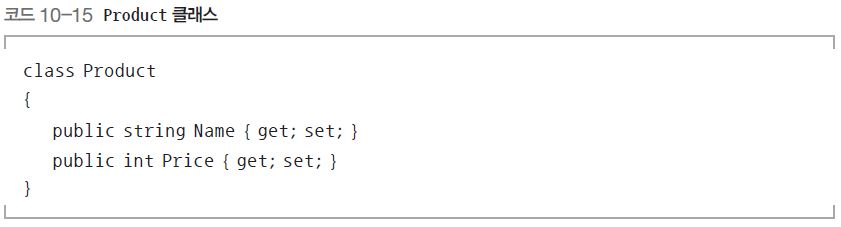 코드 10-15 Product 클래스
class Product
{
    public string Name { get; set; }
    public int Price { get; set; }
}